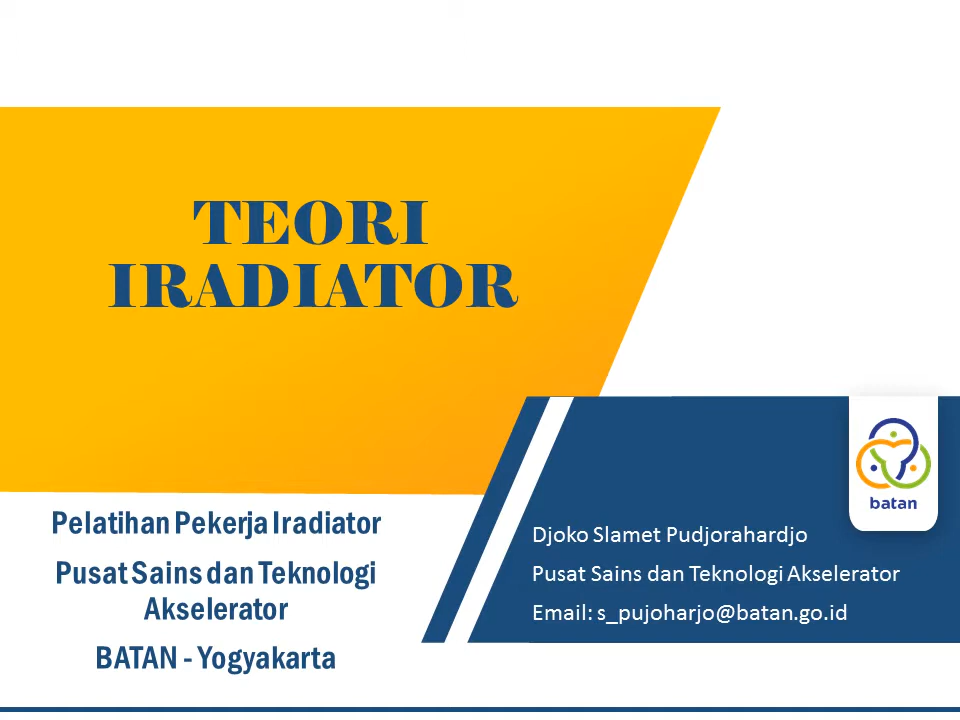 TEORI
IRADIATOR
Pelatihan Pekerja Iradiator
Pusat Sains dan Teknologi
Akselerator
BATAN - Yogyakarta
Djoko Slamet Pudjorahardjo
Pusat Sains dan Teknologi Akselerator
Email: s_pujoharjo@batan.go.id
batan